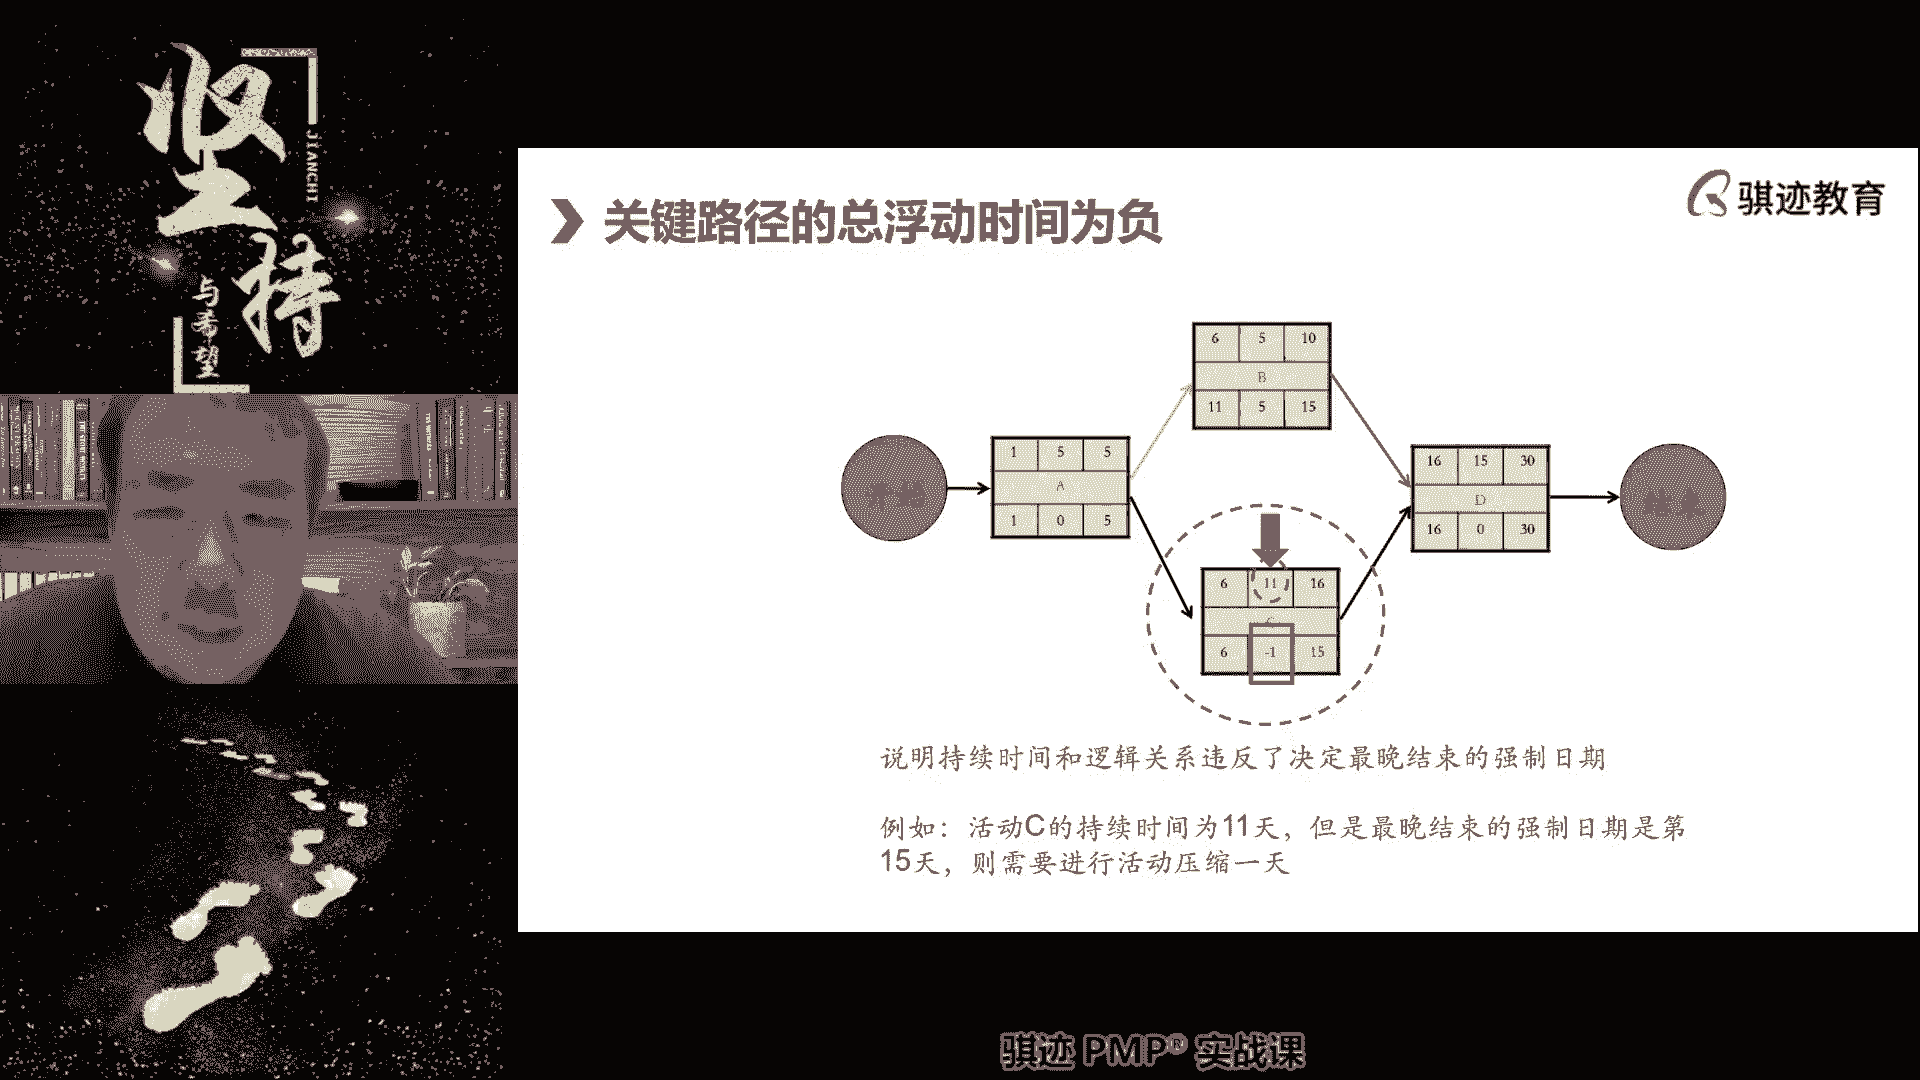 坚持
JIANCHI
与希望
关键路径的总浮动时间为负
骐迹教育
6 5 10
B
11 5 15
1 5 5
A
1 0 5
16 15 30
D
16 0 30
6 11 16
6 -1 15
说明持续时间和逻辑关系违反了决定最晚结束的强制日期
例如：活动C的持续时间为11天，但是最晚结束的强制日期是第
15天，则需要进行活动压缩一天
骐迹 PMP® 实战课